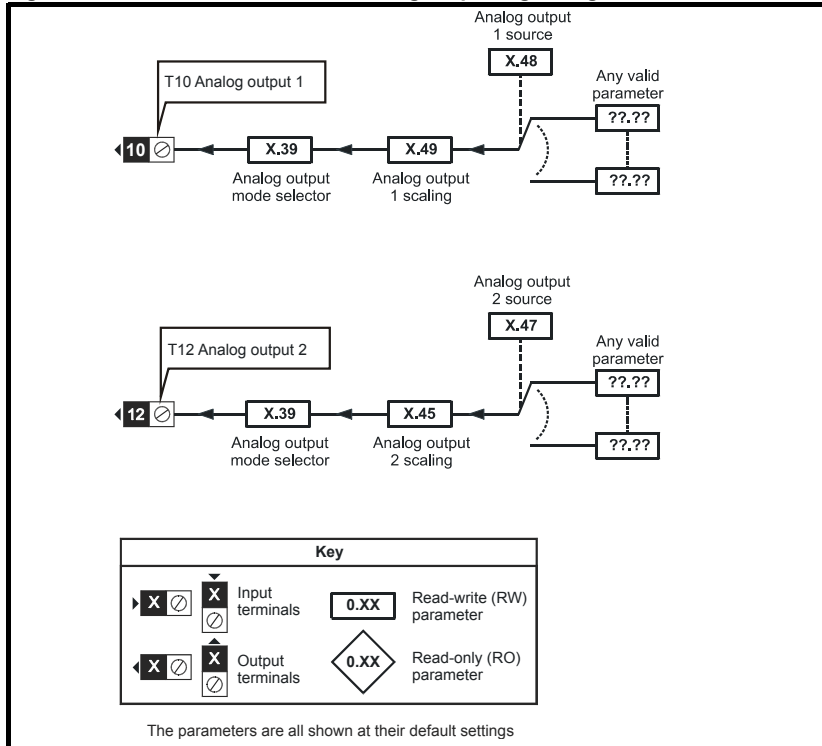 Analog output
1 source
X.48
T10 Analog output 1
Any valid
parameter
??.??
10
X.39
X.49
Analog output
mode selector
Analog output
1 scaling
??.??
Analog output
2 source
X.47
T12 Analog output 2
Any valid
parameter
??.??
12
X.39
X.45
Analog output
mode selector
Analog output
2 scaling
??.??
Key
X
X
Input
terminals
0.XX
Read-write (RW)
parameter
X
X
Output
terminals
0.XX
Read-only (RO)
parameter
The parameters are all shown at their default settings